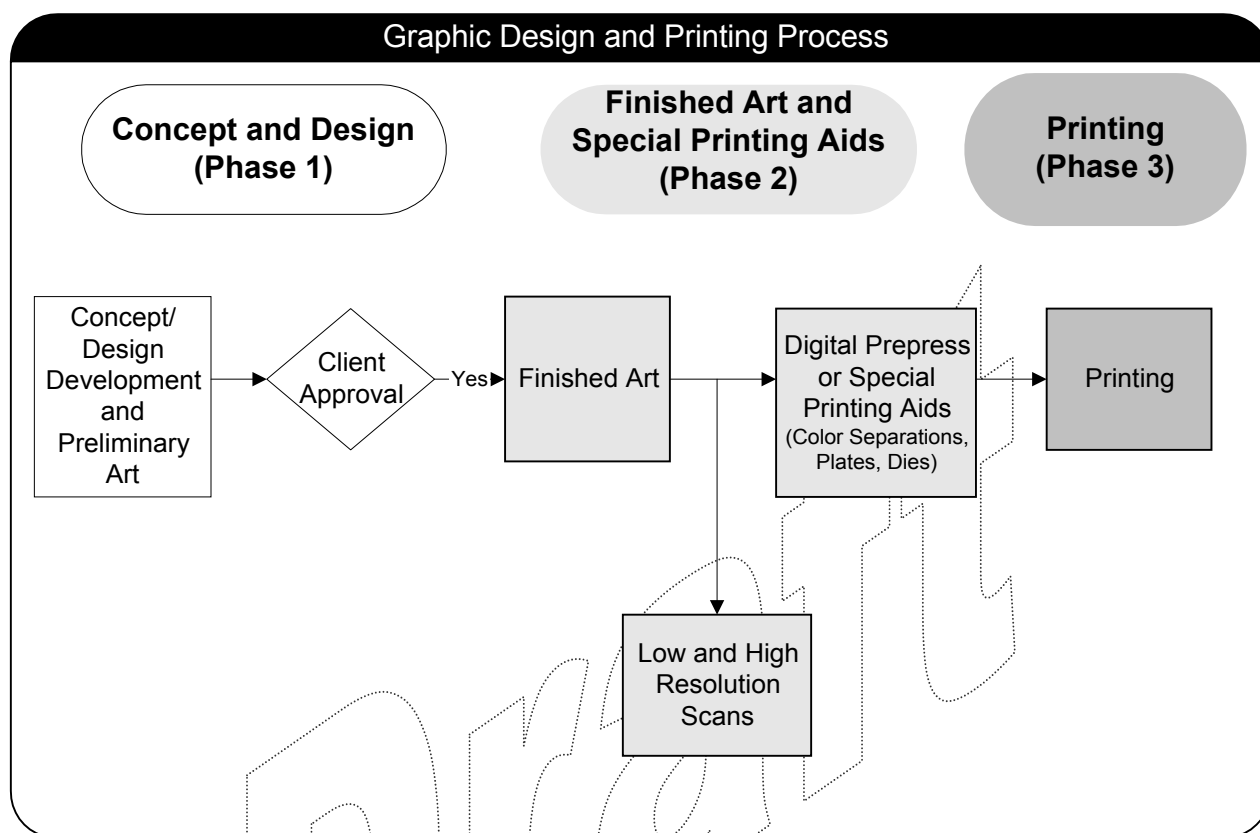 Graphic Design and Printing Process
Concept and Design
(Phase 1)
Finished Art and
Special Printing Aids
(Phase 2)
Printing
(Phase 3)
Concept/
Design
Development
and
Preliminary
Art
Client
Approval
Yes
Finished Art
Digital Prepress
or Special
Printing Aids
(Color Separations,
Plates, Dies)
Printing
Low and High
Resolution
Scans
Draft